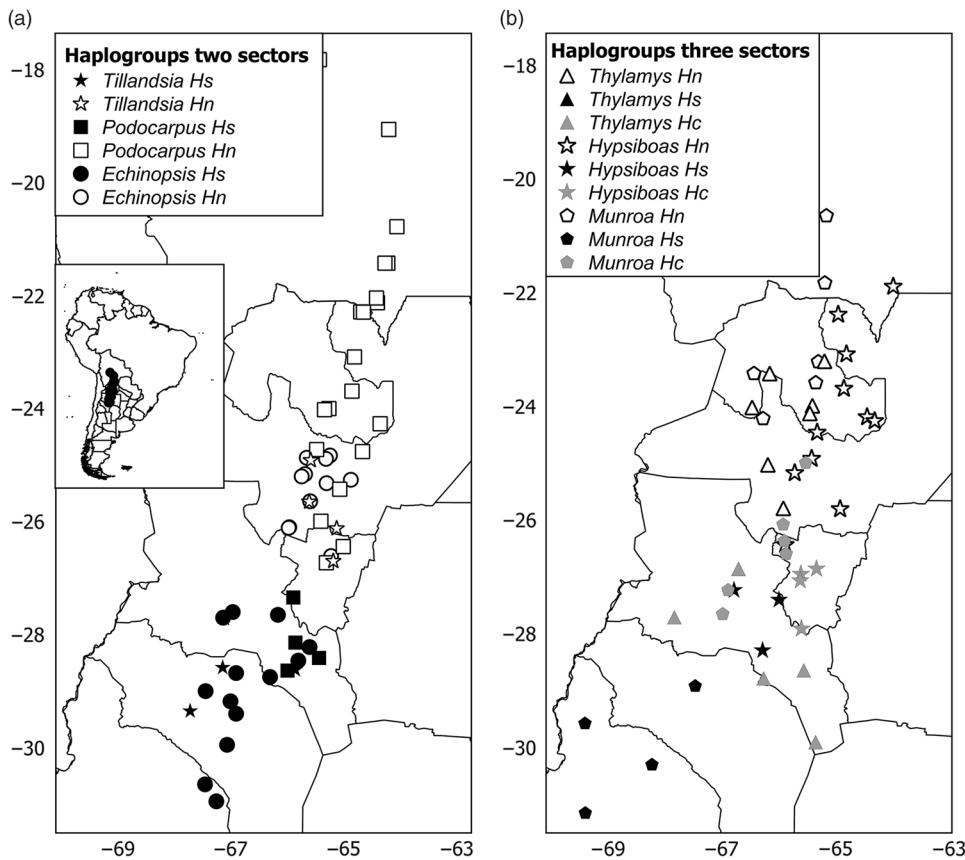 (a)
Haplogroups two sectors
Tillandsia Hs
Tillandsia Hn
Podocarpus Hs
Podocarpus Hn
Echinopsis Hs
Echinopsis Hn
−18
−20
−22
−24
−26
−28
−30
−69
−67
−65
−63
(b)
Haplogroups three sectors
Thylamys Hn
Thylamys Hs
Thylamys Hc
Hypsiboas Hn
Hypsiboas Hs
Hypsiboas Hc
Munroa Hn
Munroa Hs
Munroa Hc
−18
−20
−22
−24
−26
−28
−30
−69
−67
−65
−63